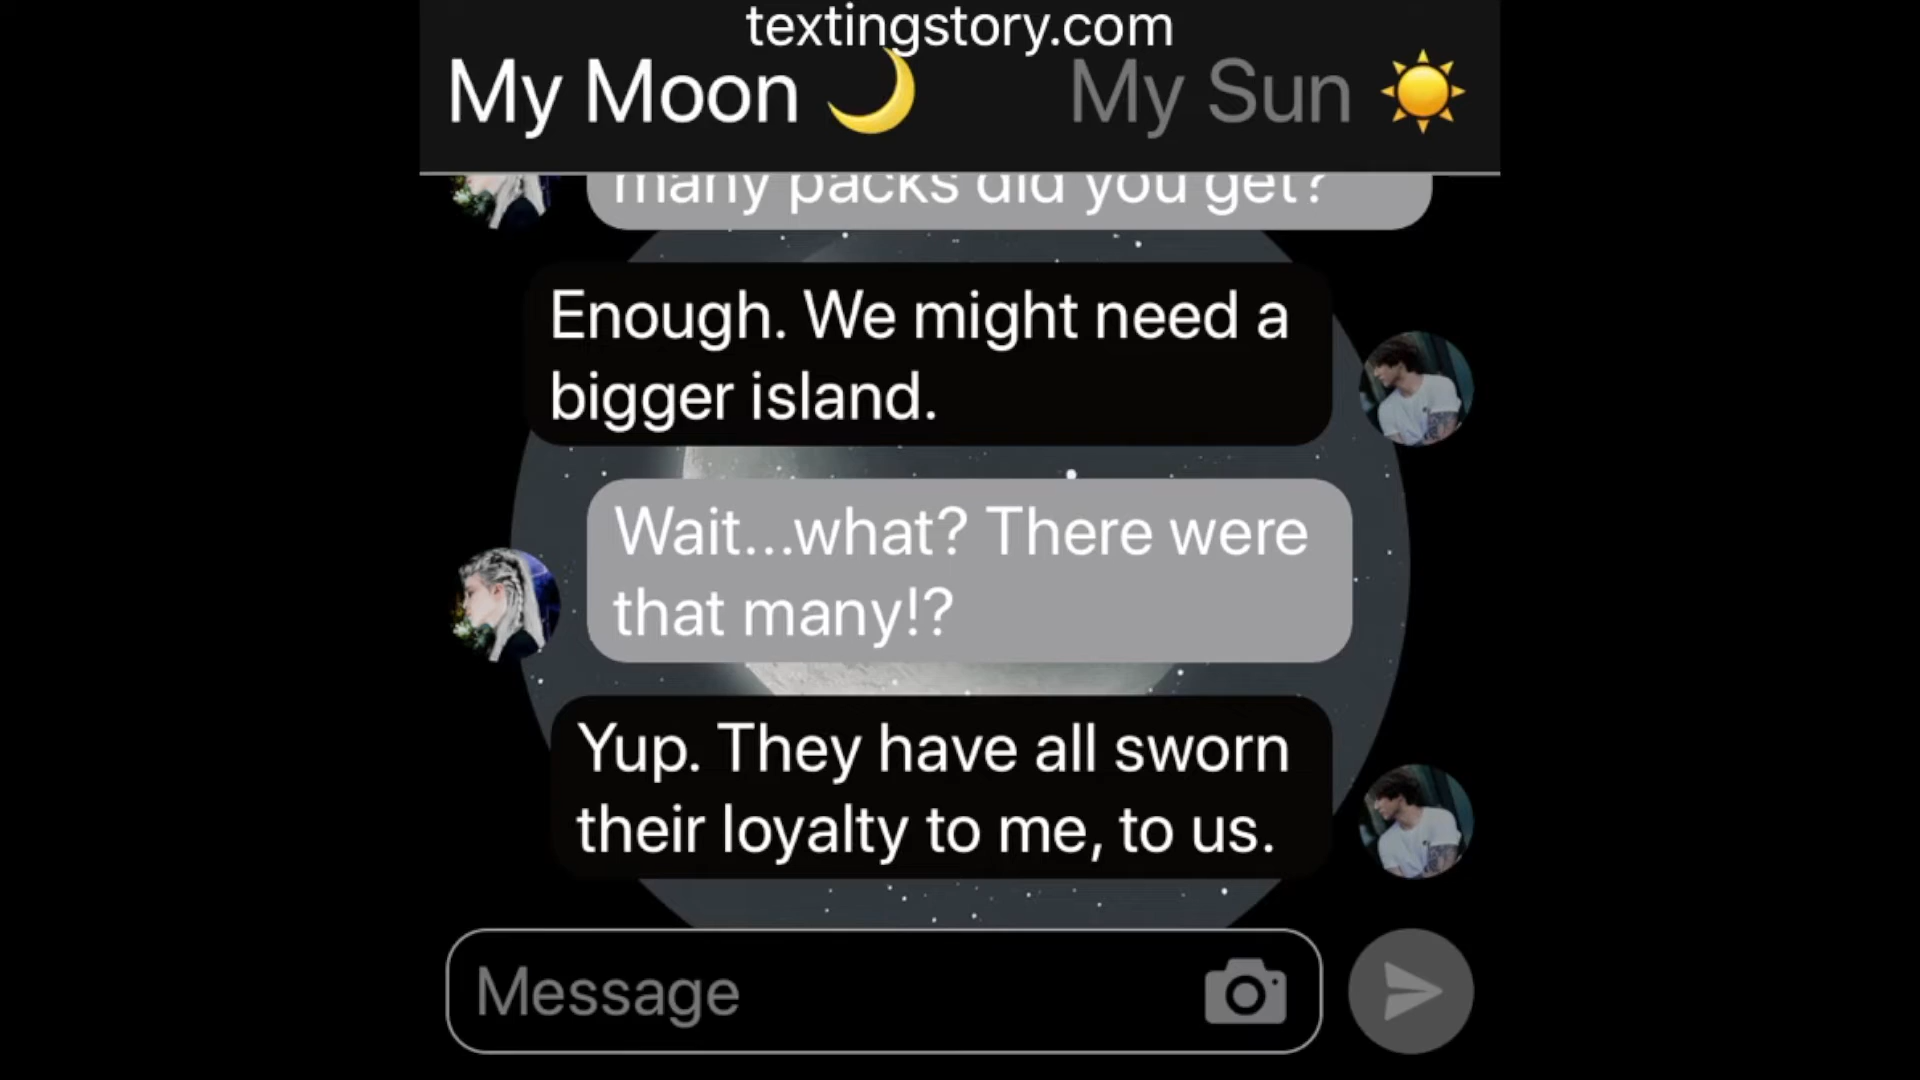 textingstory.com
My Moon 🌙 My Sun ☀️
many packs did you get?
Enough. We might need a
bigger island.
Wait...what? There were
that many!?
Yup. They have all sworn
their loyalty to me, to us.
Message